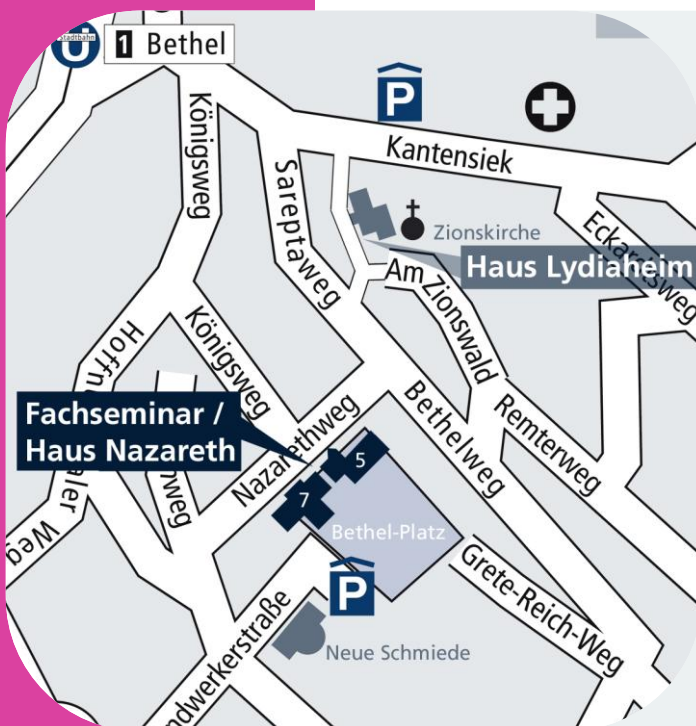 Stadtbahn
1 Bethel
Königsweg
P
Kantensiek
Sareptaweg
Zionskirche
Eckardtsweg
Haus Lydiaheim
Am Zionswald
Königsweg
Fachseminar /
Haus Nazareth
Nazarethweg
Bethelweg
Remterweg
5
7
Bethel-Platz
P
Grete-Reich-Weg
Neue Schmiede